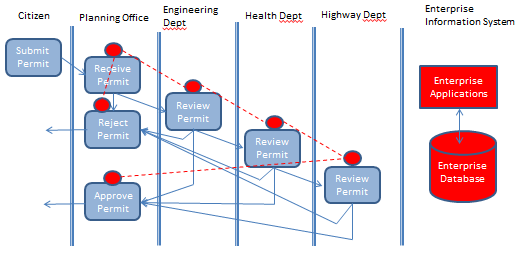 Citizen
Planning Office
Engineering
Dept
Health Dept
Highway Dept
Enterprise
Information System
Submit
Permit
Receive
Permit
Reject
Permit
Approve
Permit
Review
Permit
Review
Permit
Review
Permit
Enterprise
Applications
Enterprise
Database